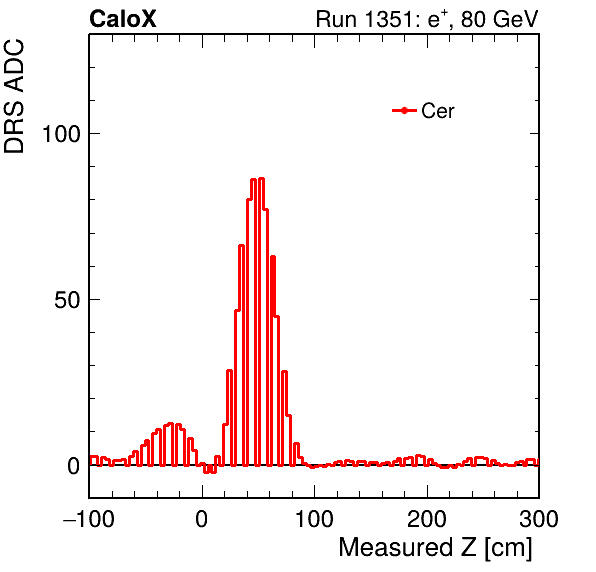 CaloX Run 1351: e⁺, 80 GeV
DRS ADC
Cer
100
50
0
−100 0 100 200 300
Measured Z [cm]